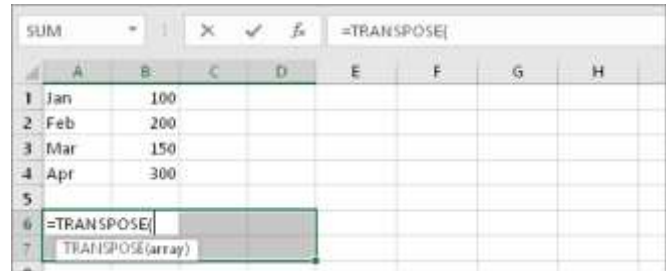 SUM fx =TRANSPOSE(
A B C D E F G H
1 Jan 100
2 Feb 200
3 Mar 150
4 Apr 300
5
6 =TRANSPOSE(
7 TRANSPOSE(array)